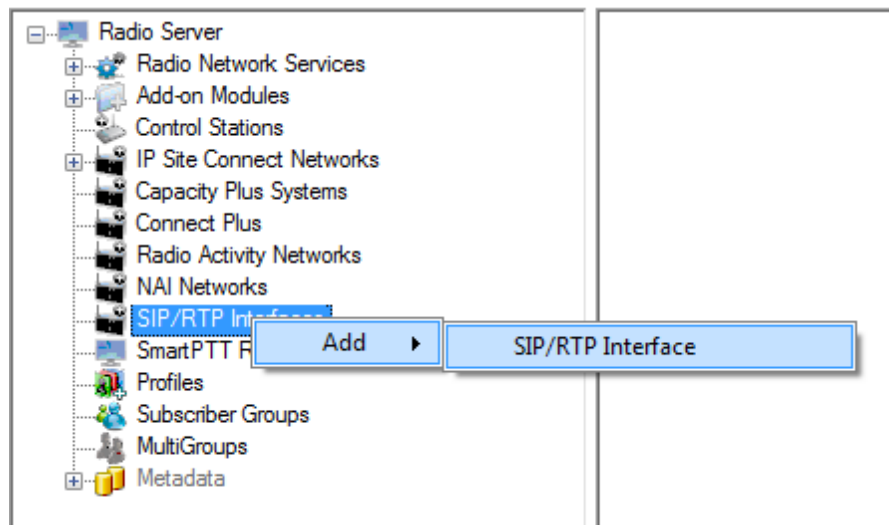 Radio Server
Radio Network Services
Add-on Modules
Control Stations
IP Site Connect Networks
Capacity Plus Systems
Connect Plus
Radio Activity Networks
NAI Networks
SIP/RTP
Add
SIP/RTP Interface
SmartPTT
Profiles
Subscriber Groups
MultiGroups
Metadata